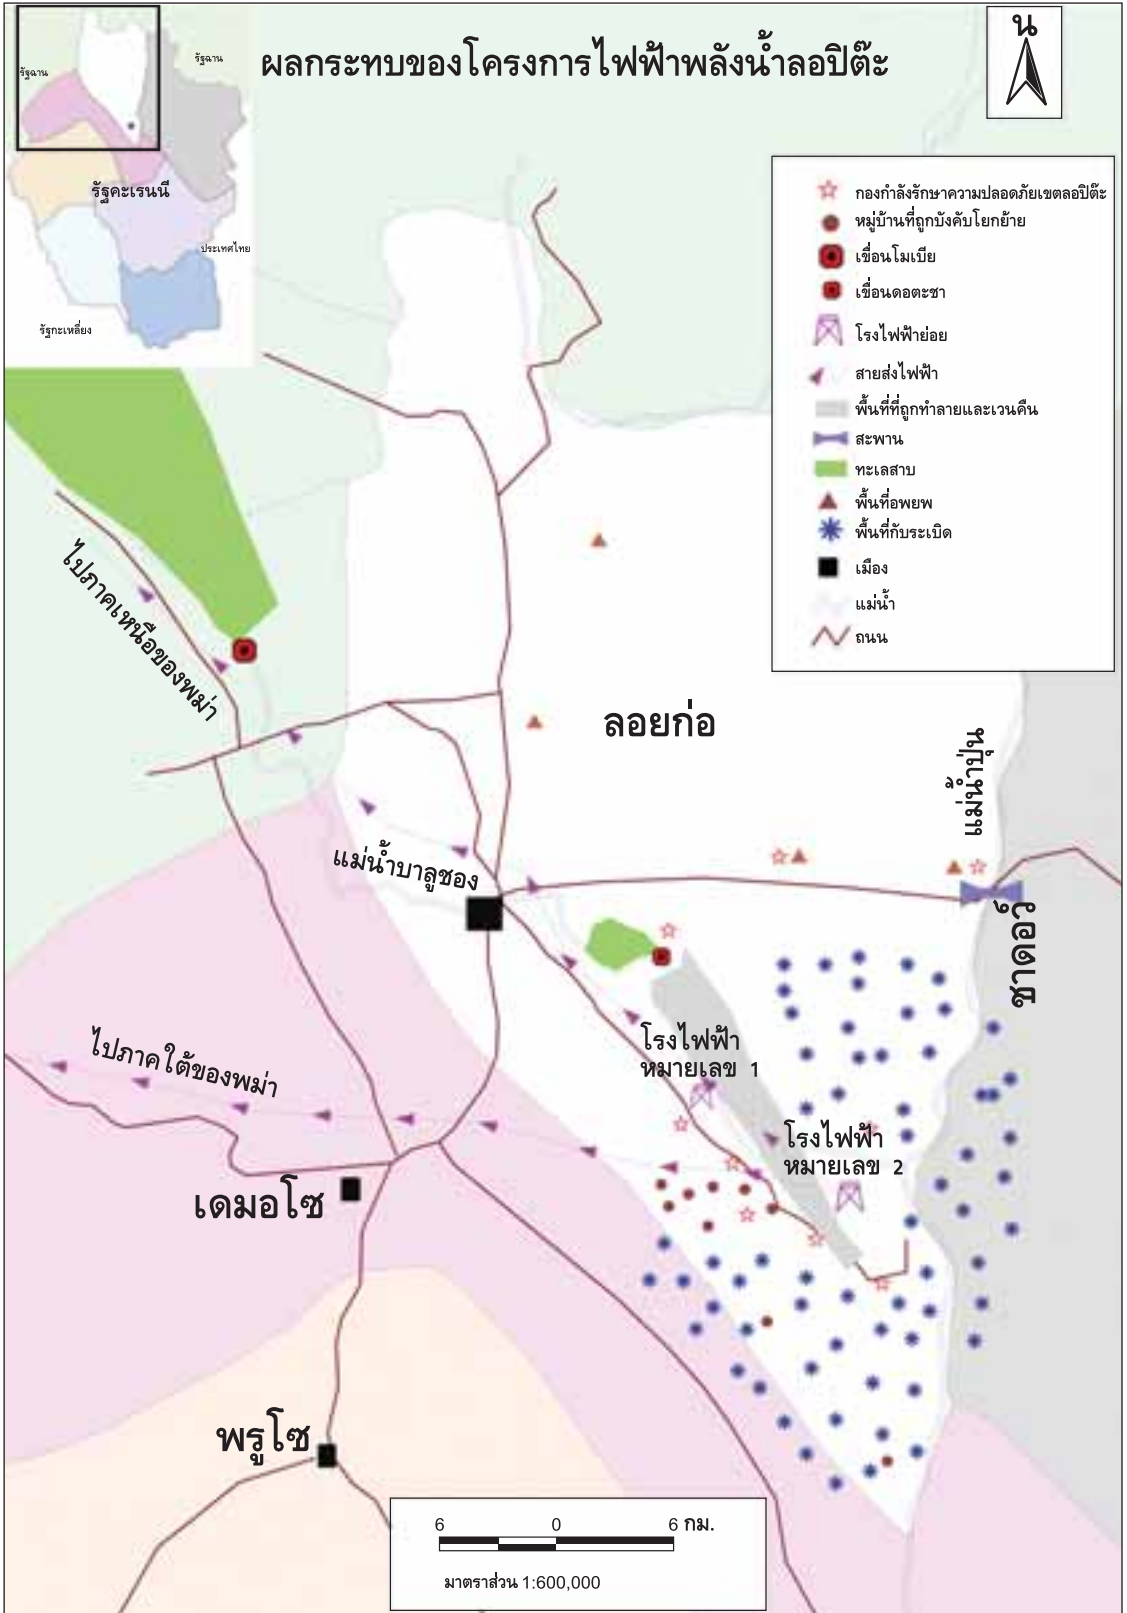 ผลกระทบของโครงการไฟฟ้าพลังน้ำลอปิต๊ะ
น
รัฐฉาน
รัฐฉาน
รัฐคะเรนนี
ประเทศไทย
รัฐกะเหลี่ยง
กองกำลังรักษาความปลอดภัยเขตลอปิต๊ะ
หมู่บ้านที่ถูกบังคับโยกย้าย
เขื่อนโมเบีย
เขื่อนดอตะชา
โรงไฟฟ้าย่อย
สายส่งไฟฟ้า
พื้นที่ที่ถูกทำลายและเวนคืน
สะพาน
ทะเลสาบ
พื้นที่อพยพ
พื้นที่กับระเบิด
เมือง
แม่น้ำ
ถนน
ไปภาคเหนือของพม่า
ลอยก่อ
แม่น้ำปุ่น
แม่น้ำบาลูชอง
ชาดอว์
โรงไฟฟ้า
หมายเลข 1
ไปภาคใต้ของพม่า
โรงไฟฟ้า
หมายเลข 2
เดมอโซ
พรูโซ
6 0 6 กม.
มาตราส่วน 1:600,000